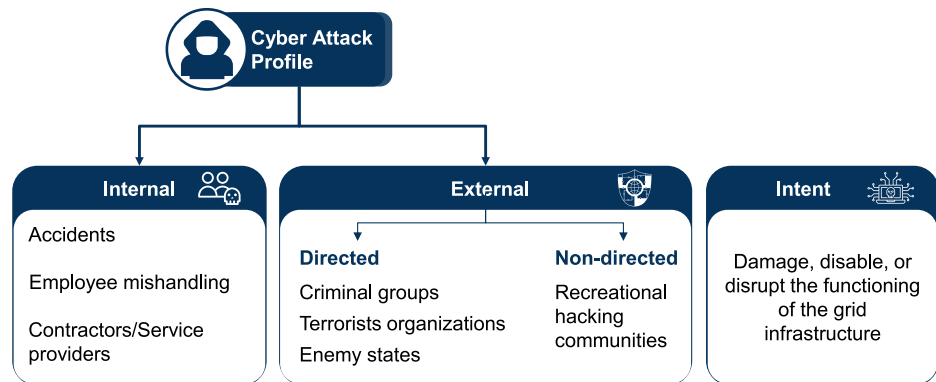 Cyber Attack
Profile
Internal
Accidents
Employee mishandling
Contractors/Service
providers
External
Directed
Criminal groups
Terrorists organizations
Enemy states
Non-directed
Recreational
hacking
communities
Intent
Damage, disable, or
disrupt the functioning
of the grid
infrastructure